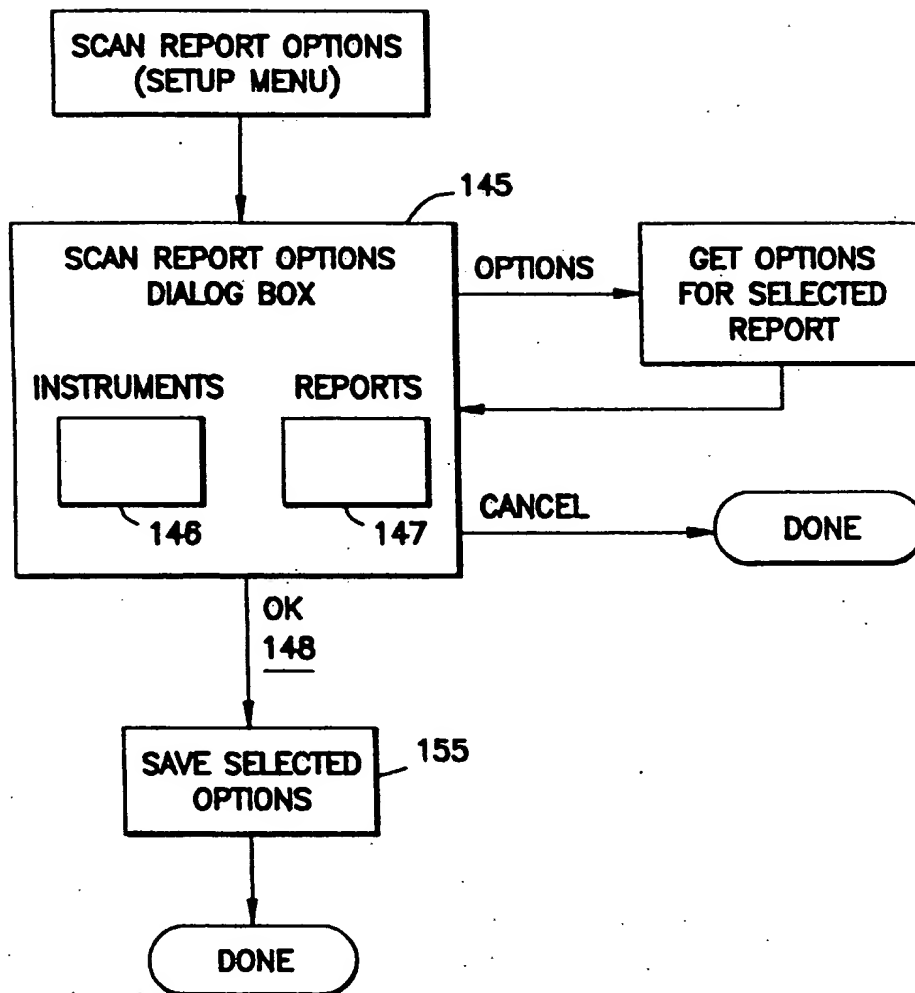 SCAN REPORT OPTIONS
(SETUP MENU)
145
SCAN REPORT OPTIONS
DIALOG BOX
OPTIONS
GET OPTIONS
FOR SELECTED
REPORT
INSTRUMENTS
REPORTS
146
147
CANCEL
DONE
OK
148
SAVE SELECTED
OPTIONS
155
DONE